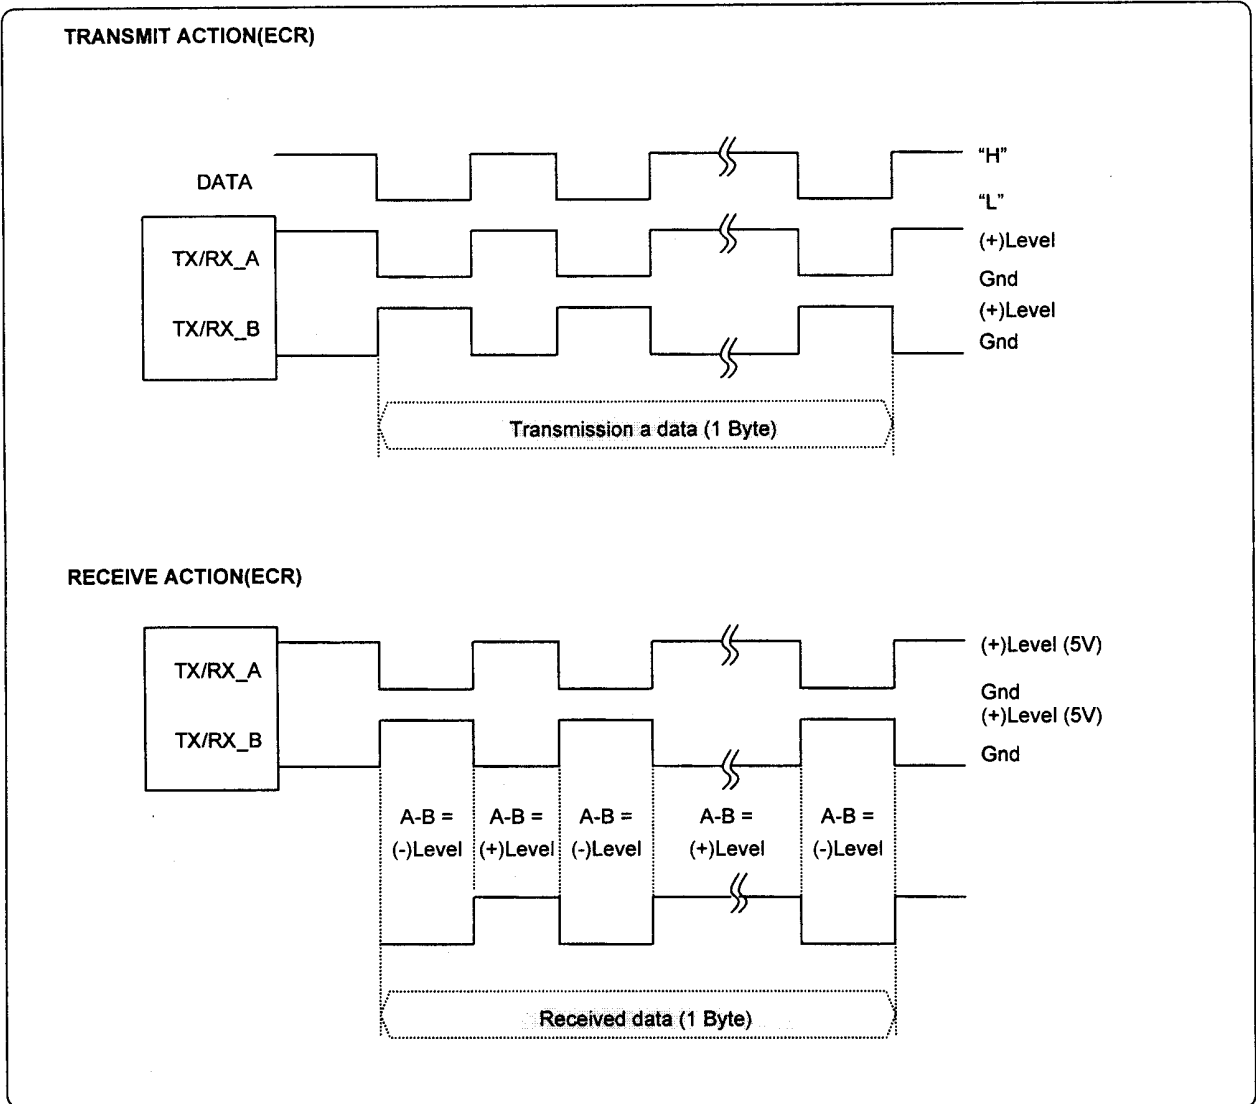 TRANSMIT ACTION(ECR)
DATA
“H”
“L”
TX/RX_A
(+)Level
Gnd
TX/RX_B
(+)Level
Gnd
Transmission a data (1 Byte)
RECEIVE ACTION(ECR)
TX/RX_A
(+)Level (5V)
Gnd
TX/RX_B
(+)Level (5V)
Gnd
A-B = A-B = A-B = A-B = A-B =
(-)Level (+)Level (-)Level (+)Level (-)Level
Received data (1 Byte)